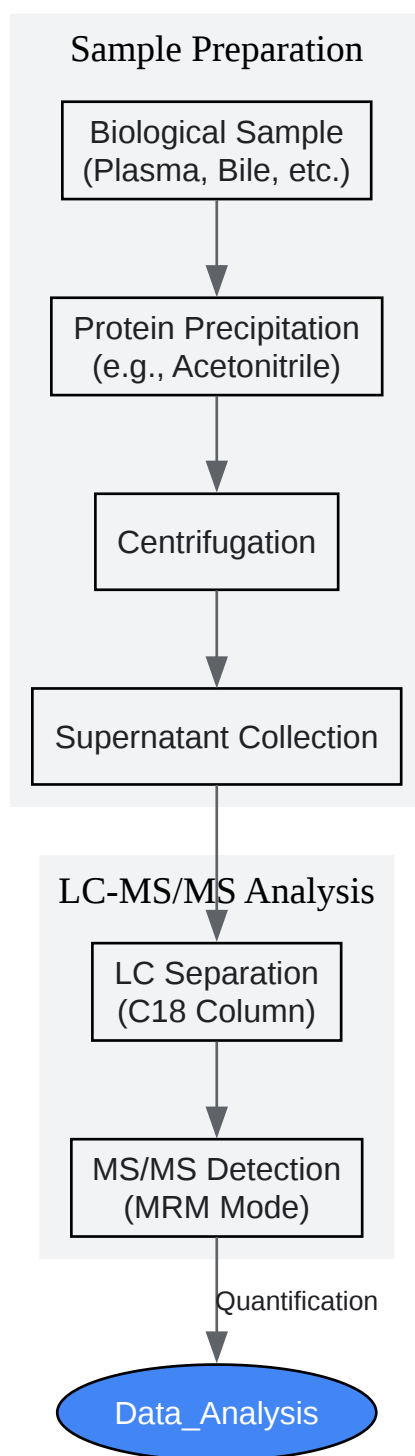 Sample Preparation
Biological Sample
(Plasma, Bile, etc.)
Protein Precipitation
(e.g., Acetonitrile)
Centrifugation
Supernatant Collection
LC-MS/MS Analysis
LC Separation
(C18 Column)
MS/MS Detection
(MRM Mode)
Quantification
Data_Analysis